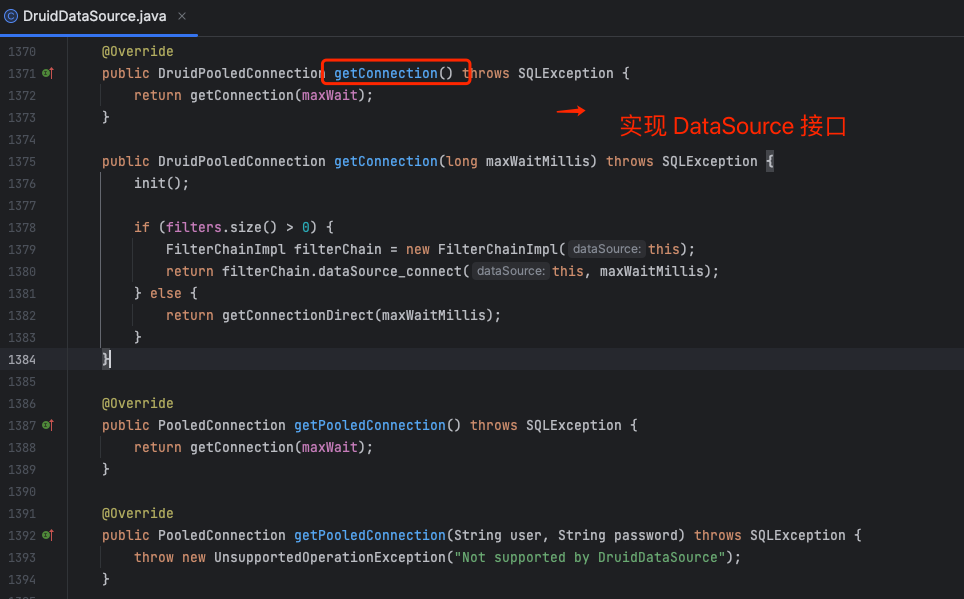 DruidDataSource.java ×
1370 @Override
1371 public DruidPooledConnection getConnection() throws SQLException {
1372 return getConnection(maxWait);
1373 }
实现 DataSource 接口
1374
1375 public DruidPooledConnection getConnection(long maxWaitMillis) throws SQLException {
1376 init();
1377
1378 if (filters.size() > 0) {
1379 FilterChainImpl filterChain = new FilterChainImpl( dataSource: this);
1380 return filterChain.dataSource_connect( dataSource: this, maxWaitMillis);
1381 } else {
1382 return getConnectionDirect(maxWaitMillis);
1383 }
1384 }
1385
1386 @Override
1387 public PooledConnection getPooledConnection() throws SQLException {
1388 return getConnection(maxWait);
1389 }
1390
1391 @Override
1392 public PooledConnection getPooledConnection(String user, String password) throws SQLException {
1393 throw new UnsupportedOperationException("Not supported by DruidDataSource");
1394 }